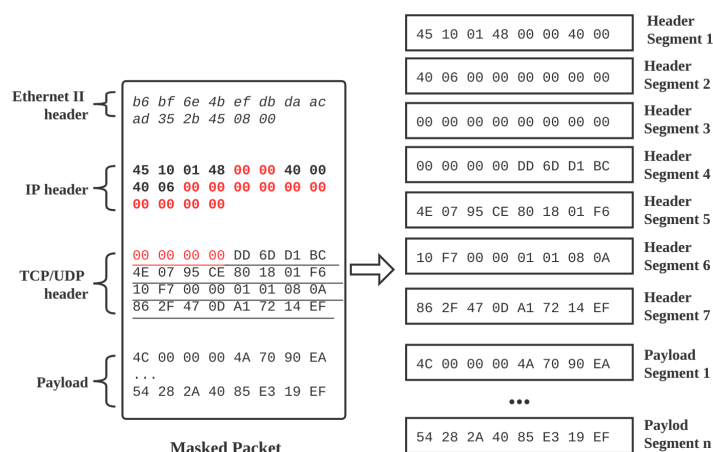 Ethernet II
header
b6 bf 6e 4b ef db da ac
ad 35 2b 45 08 00
IP header
45 10 01 48 00 00 40 00
40 06 00 00 00 00 00 00
00 00 00 00
TCP/UDP
header
00 00 00 00 DD 6D D1 BC
4E 07 95 CE 80 18 01 F6
10 F7 00 00 01 01 08 0A
86 2F 47 0D A1 72 14 EF
Payload
4C 00 00 00 4A 70 90 EA
...
54 28 2A 40 85 E3 19 EF
Masked Packet
45 10 01 48 00 00 40 00
Header
Segment 1
40 06 00 00 00 00 00 00
Header
Segment 2
00 00 00 00 00 00 00 00
Header
Segment 3
00 00 00 00 DD 6D D1 BC
Header
Segment 4
4E 07 95 CE 80 18 01 F6
Header
Segment 5
10 F7 00 00 01 01 08 0A
Header
Segment 6
86 2F 47 0D A1 72 14 EF
Header
Segment 7
4C 00 00 00 4A 70 90 EA
Payload
Segment 1
...
54 28 2A 40 85 E3 19 EF
Paylod
Segment n